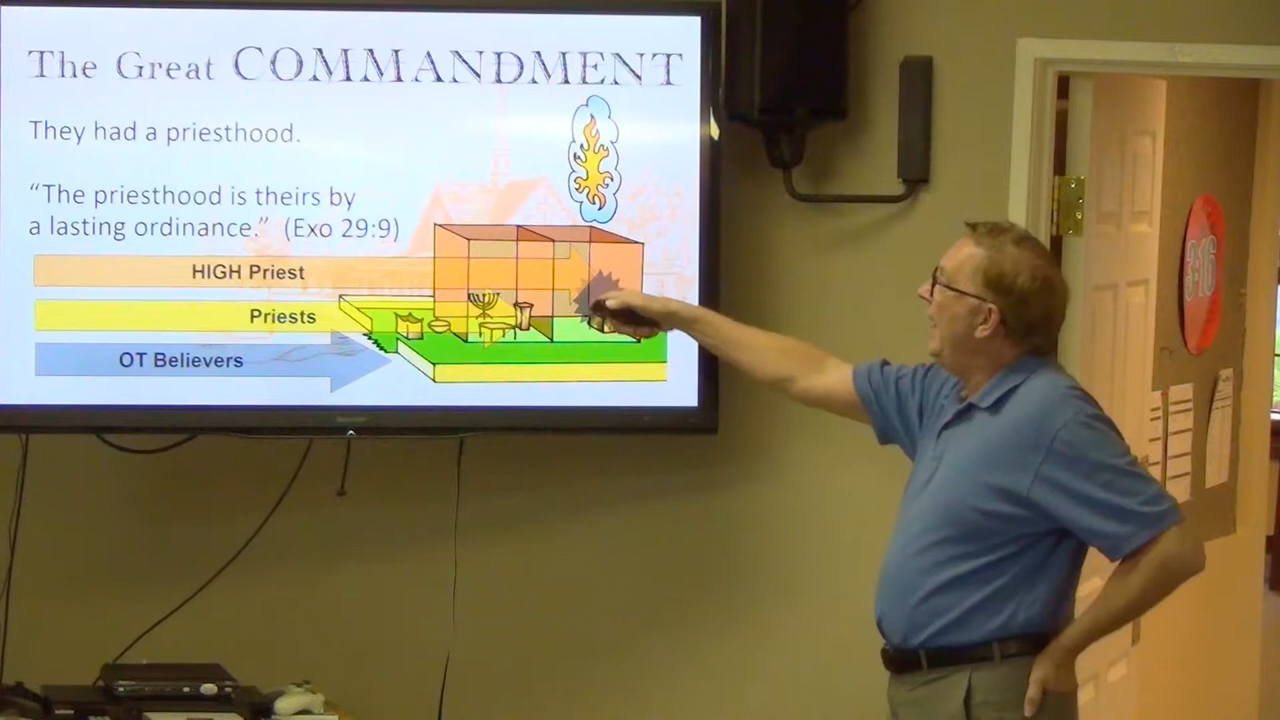 The Great COMMANDMENT
They had a priesthood.
“The priesthood is theirs by
a lasting ordinance.” (Exo 29:9)
HIGH Priest
Priests
OT Believers
3:16